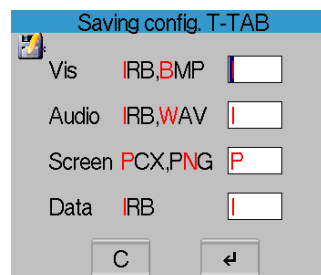 Saving config. T-TAB
Vis IRB,BMP I
Audio IRB,WAV I
Screen PCX,PNG P
Data IRB I
C ↵